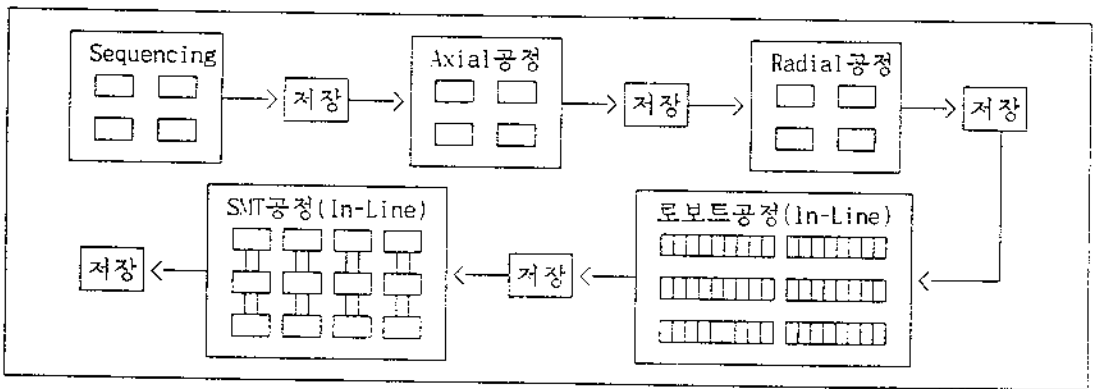 Sequencing
저장
Axial공정
저장
Radial공정
저장
로보트공정(In-Line)
저장
SMT공정(In-Line)
저장